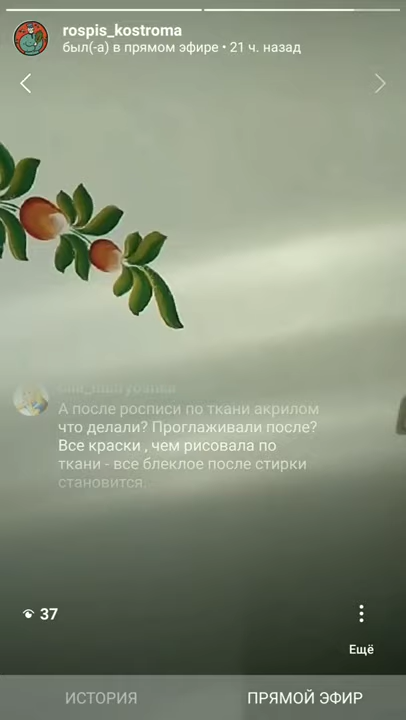 rospis_kostroma
был(-а) в прямом эфире • 21 ч. назад
А после росписи по ткани акрилом
что делали? Проглаживали после?
Все краски , чем рисовала по
ткани - все блеклое после стирки
становится.
37
Ещё
ИСТОРИЯ
ПРЯМОЙ ЭФИР